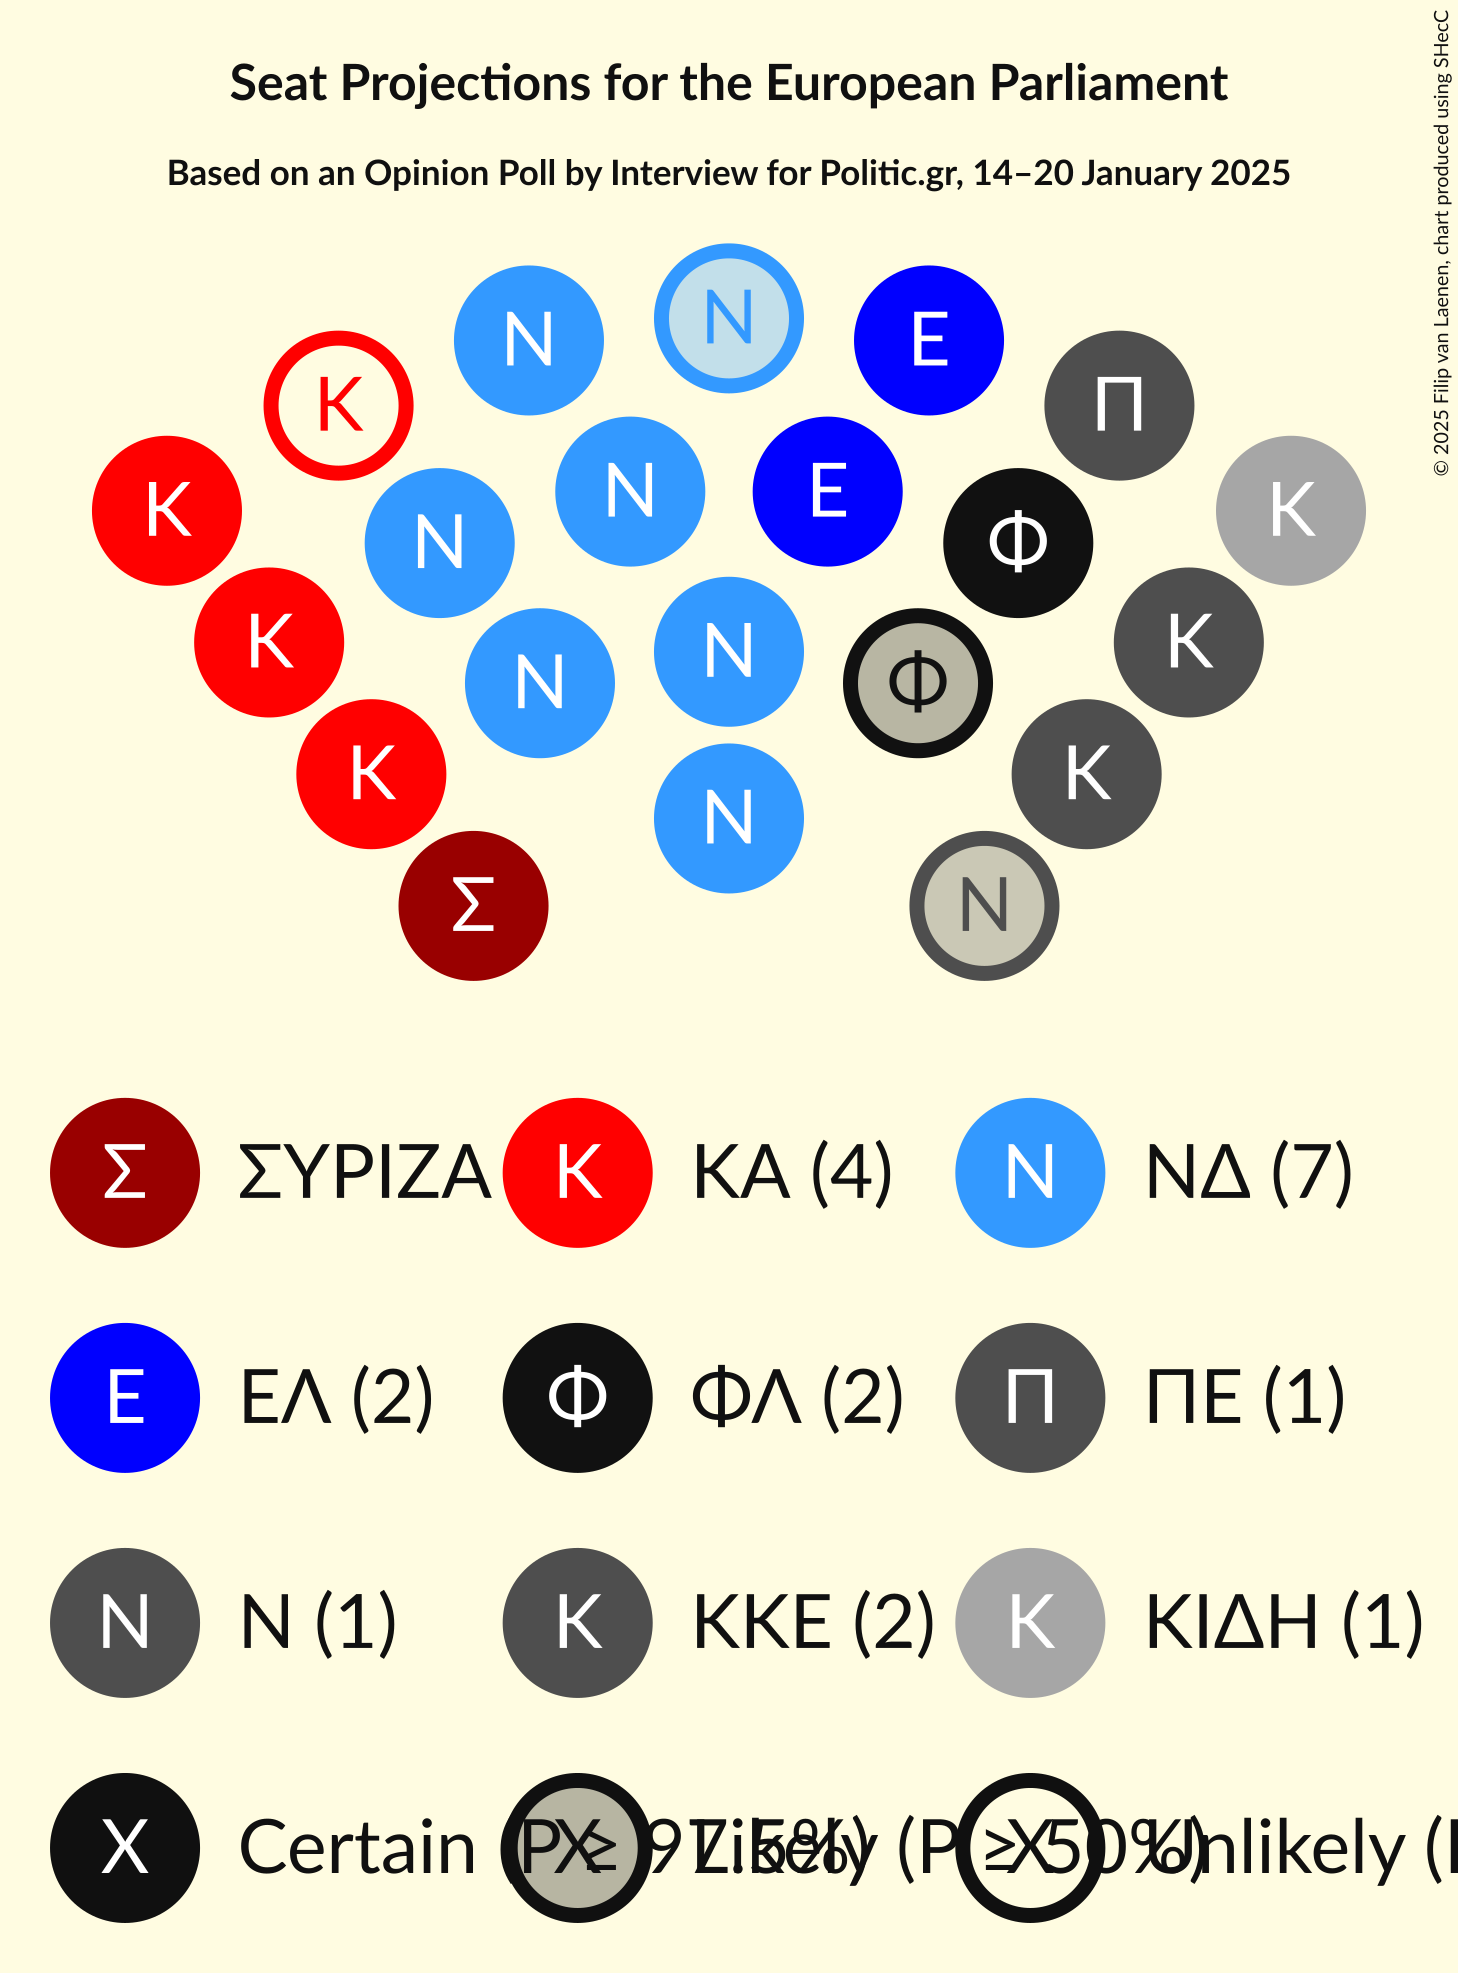 Seat Projections for the European Parliament
Based on an Opinion Poll by Interview for Politic.gr, 14–20 January 2025
© 2025 Filip van Laenen, chart produced using SHecC
Ν
Ν Ε
Κ Π
Κ Κ
Ν Ε
Ν Φ
Κ Κ
Ν
Ν Φ
Κ Κ
Ν
Σ Ν
Σ ΣΥΡΙΖΑ Κ ΚΑ (4) Ν ΝΔ (7)
Ε ΕΛ (2) Φ ΦΛ (2) Π ΠΕ (1)
Ν Ν (1) Κ ΚΚΕ (2) Κ ΚΙΔΗ (1)
X Certain (P ≥ 97.5%) X Likely (P ≥ 50%) X Unlikely (